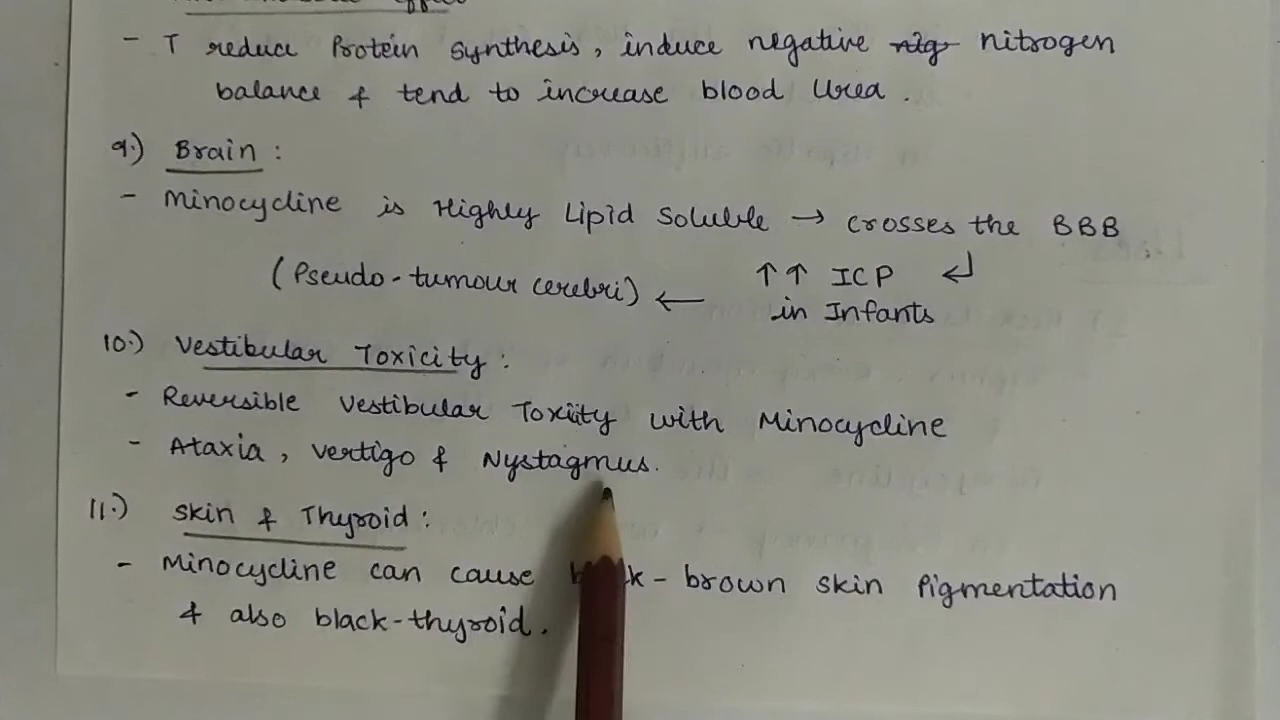 - T reduce Protein synthesis, induce negative nitrogen
balance & tend to increase blood Urea.
9.) Brain:
- Minocycline is Highly Lipid Soluble → crosses the BBB
(Pseudo-tumour cerebri) ← ↑↑ ICP ↲
in Infants
10.) Vestibular Toxicity:
- Reversible Vestibular Toxiity with Minocycline
- Ataxia, vertigo & Nystagmus.
11.) Skin & Thyroid:
- Minocycline can cause - brown skin Pigmentation
& also black-thyroid.